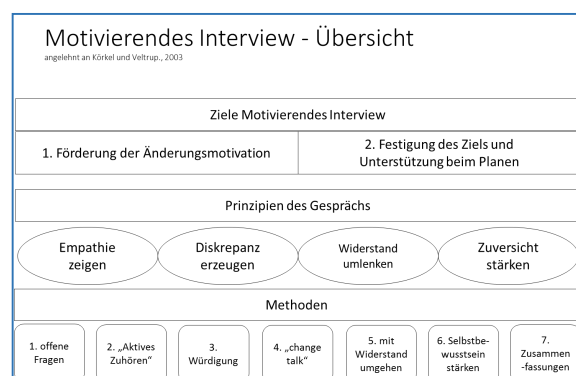 Motivierendes Interview - Übersicht
angelehnt an Körkel und Veltrup., 2003
Ziele Motivierendes Interview
1. Förderung der Änderungsmotivation
2. Festigung des Ziels und
Unterstützung beim Planen
Prinzipien des Gesprächs
Empathie
zeigen
Diskrepanz
erzeugen
Widerstand
umlenken
Zuversicht
stärken
Methoden
1. offene
Fragen
2. „Aktives
Zuhören“
3.
Würdigung
4. „change
talk“
5. mit
Widerstand
umgehen
6. Selbstbe-
wusstsein
stärken
7.
Zusammen
-fassungen